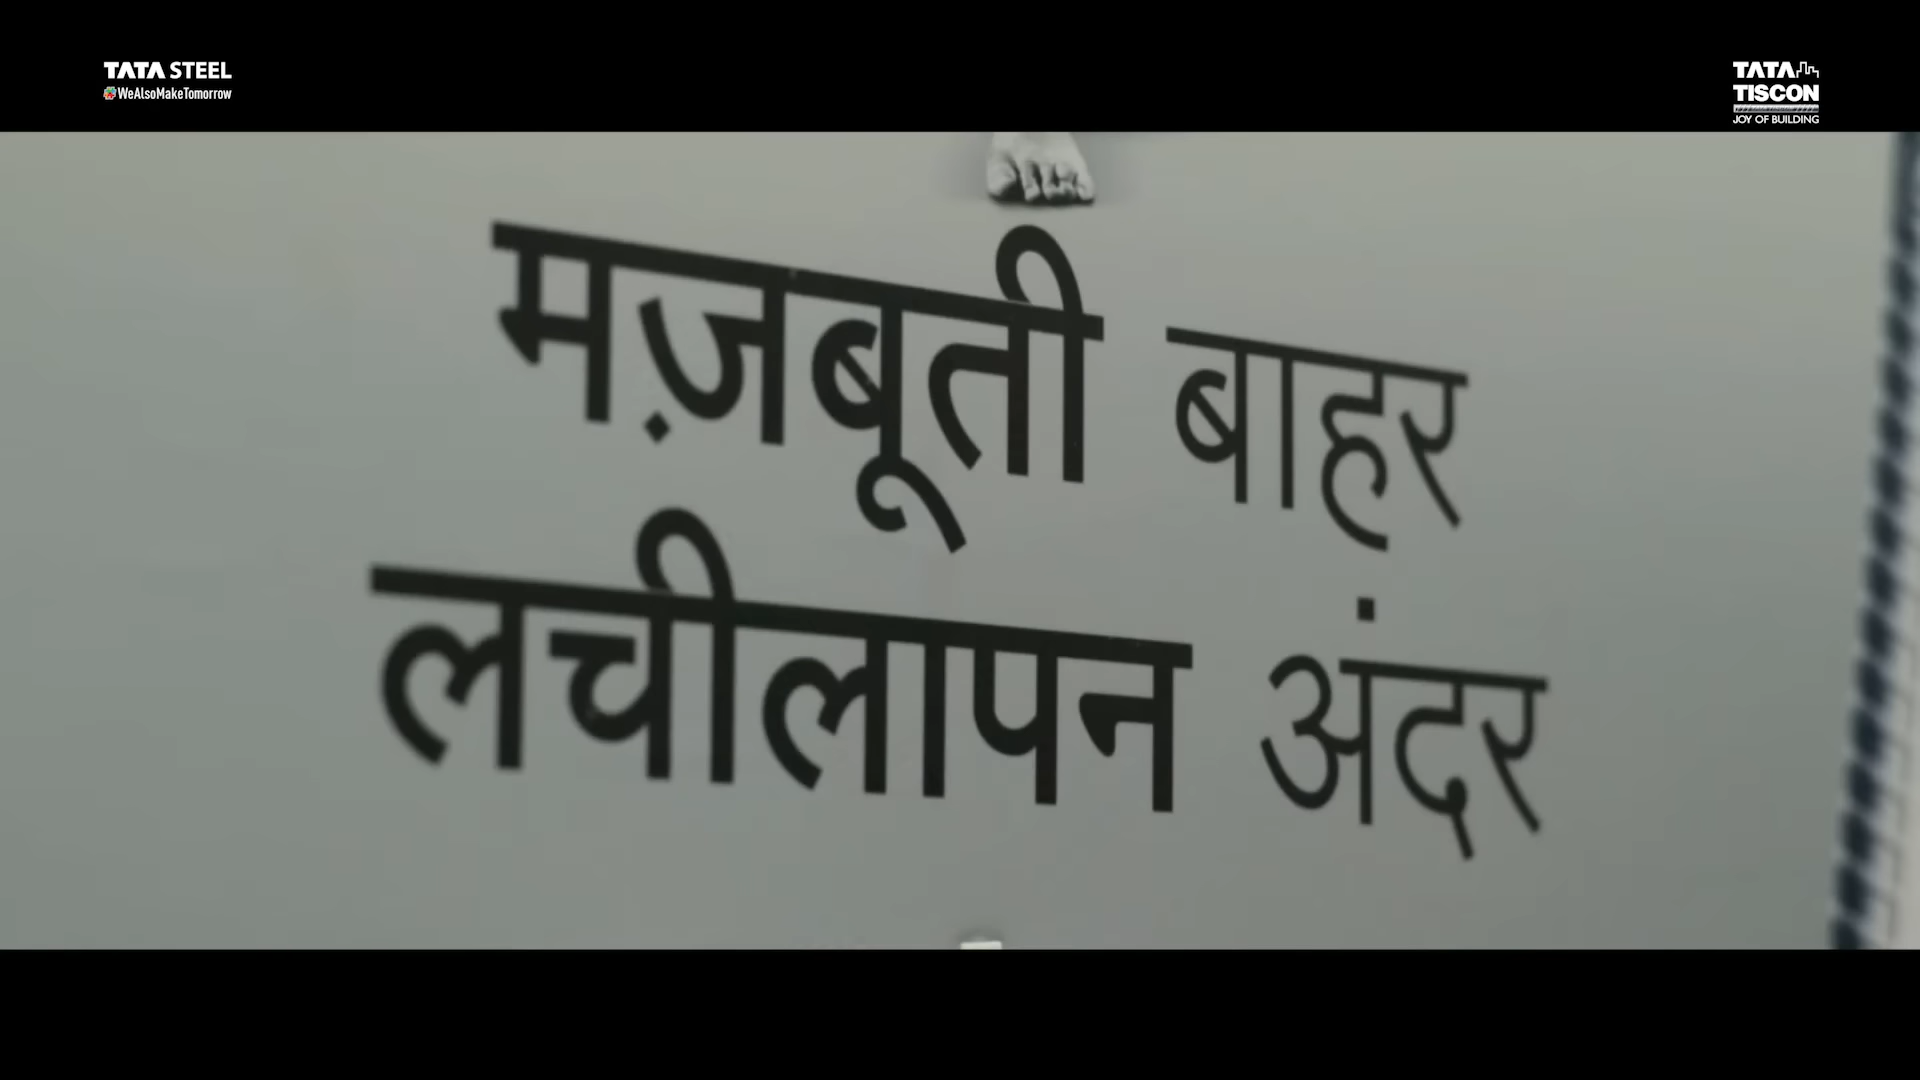 TATA STEEL
#WeAlsoMakeTomorrow
TATA
TISCON
JOY OF BUILDING
मज़बूती बाहर
लचीलापन अंदर